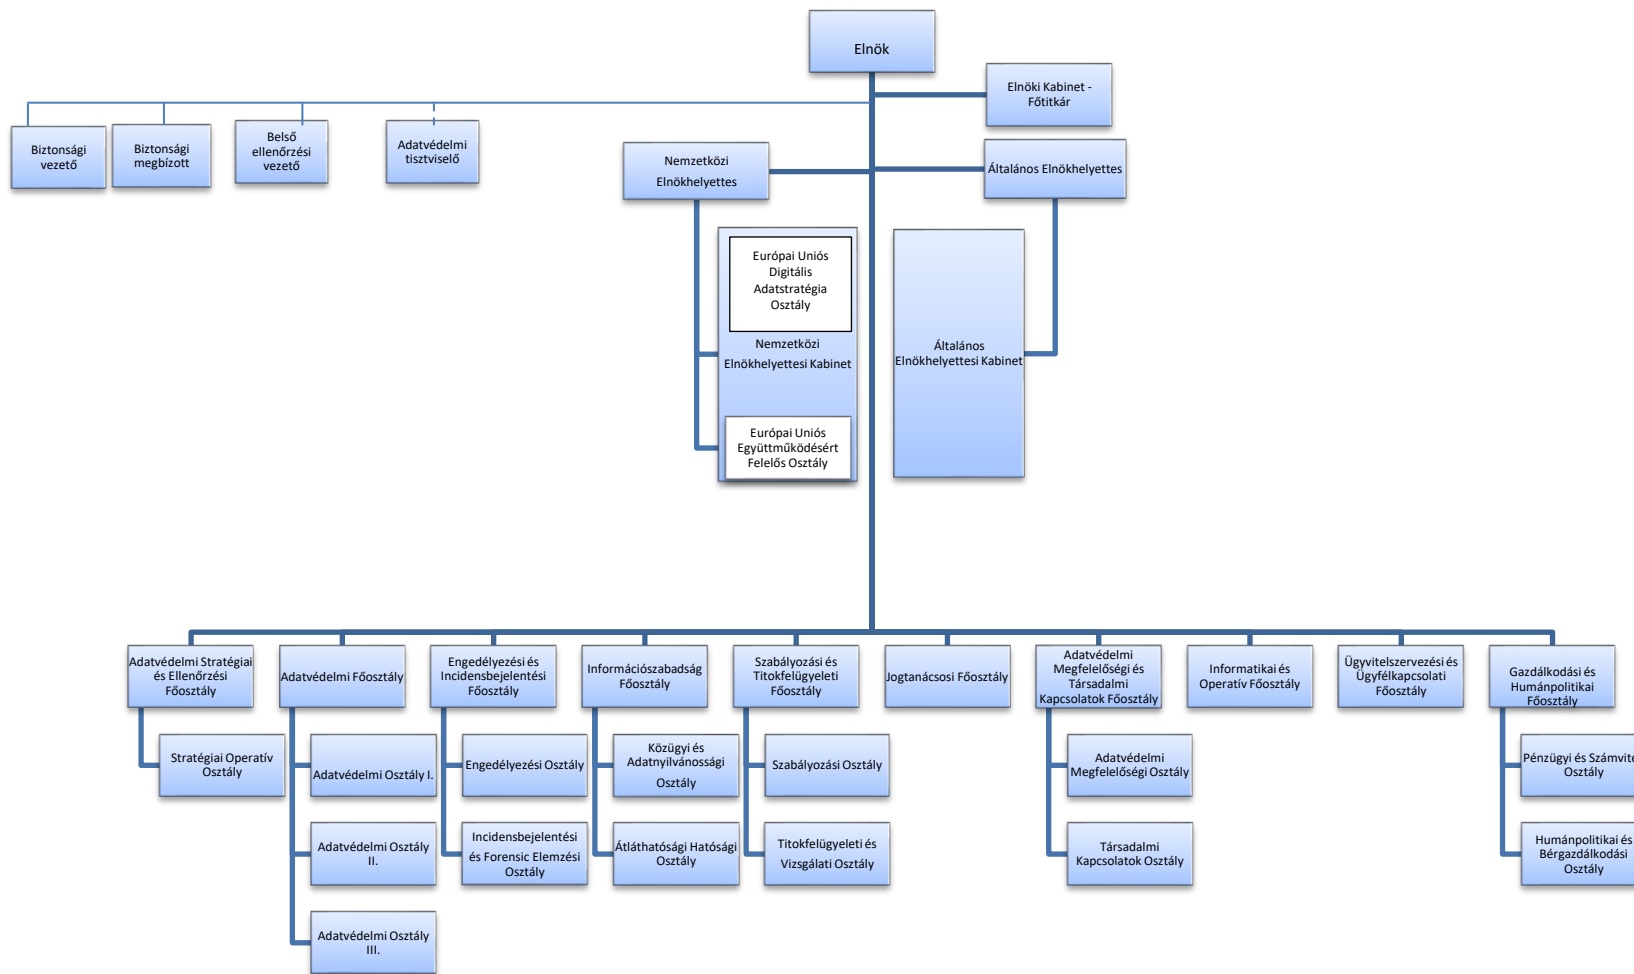 Elnök
Elnöki Kabinet -
Főtitkár
Biztonsági
vezető
Biztonsági
megbízott
Belső
ellenőrzési
vezető
Adatvédelmi
tisztviselő
Nemzetközi
Elnökhelyettes
Általános Elnökhelyettes
Európai Uniós
Digitális
Adatstratégia
Osztály
Nemzetközi
Elnökhelyettesi Kabinet
Európai Uniós
Együttműködésért
Felelős Osztály
Általános
Elnökhelyettesi Kabinet
Adatvédelmi Stratégiai
és Ellenőrzési
Főosztály
Adatvédelmi Főosztály
Engedélyezési és
Incidensbejelentési
Főosztály
Információszabadság
Főosztály
Szabályozási és
Titokfelügyeleti
Főosztály
Jogtanácsosi Főosztály
Adatvédelmi
Megfelelőségi és
Társadalmi
Kapcsolatok Főosztály
Informatikai és
Operatív Főosztály
Ügyvitelszervezési és
Ügyfélkapcsolati
Főosztály
Gazdálkodási és
Humánpolitikai
Főosztály
Stratégiai Operatív
Osztály
Adatvédelmi Osztály I.
Engedélyezési Osztály
Közügyi és
Adatnyilvánossági
Osztály
Szabályozási Osztály
Adatvédelmi
Megfelelőségi Osztály
Pénzügyi és Számvite
Osztály
Adatvédelmi Osztály
II.
Incidensbejelentési
és Forensic Elemzési
Osztály
Átláthatósági Hatósági
Osztály
Titokfelügyeleti és
Vizsgálati Osztály
Társadalmi
Kapcsolatok Osztály
Humánpolitikai és
Bérgazdálkodási
Osztály
Adatvédelmi Osztály
III.